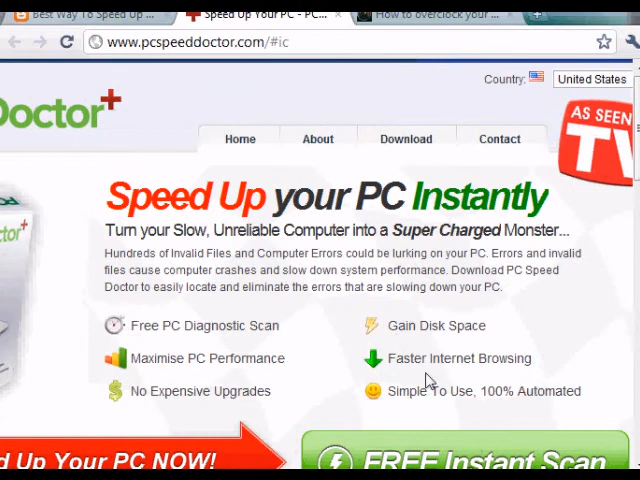 Best Way To Speed Up ...
Speed Up Your PC - PC...
How to overclock your ...
www.pcspeeddoctor.com/#ic
Country:
United States
Doctor
AS SEEN
TV
Home
About
Download
Contact
Speed Up your PC Instantly
Turn your Slow, Unreliable Computer into a Super Charged Monster...
Hundreds of Invalid Files and Computer Errors could be lurking on your PC. Errors and invalid
files cause computer crashes and slow down system performance. Download PC Speed
Doctor to easily locate and eliminate the errors that are slowing down your PC.
Free PC Diagnostic Scan
Gain Disk Space
Maximise PC Performance
Faster Internet Browsing
No Expensive Upgrades
Simple To Use, 100% Automated
d Up Your PC NOW!
FREE Instant Scan